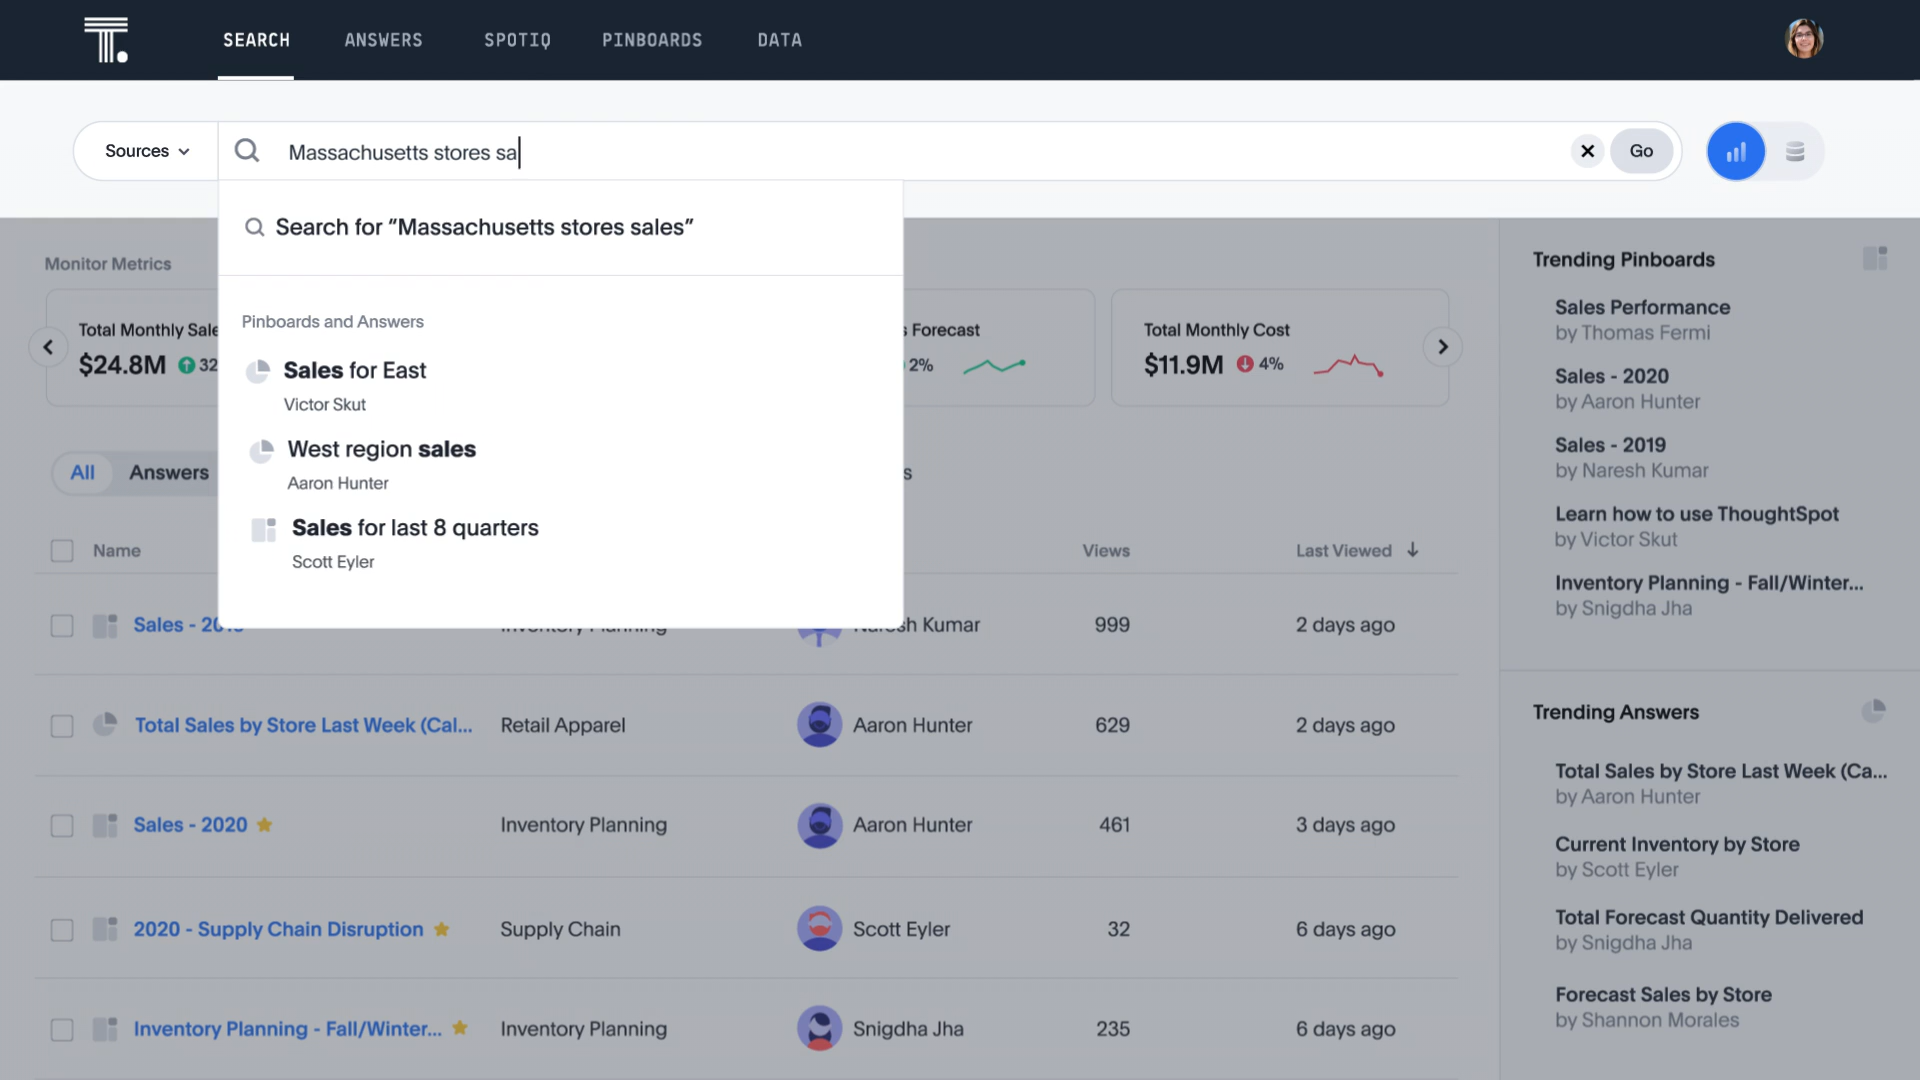 T.
SEARCH
ANSWERS
SPOTIQ
PINBOARDS
DATA
Sources
Massachusetts stores sa
Go
Search for “Massachusetts stores sales”
Pinboards and Answers
Sales for East
Victor Skut
West region sales
Aaron Hunter
Sales for last 8 quarters
Scott Eyler
Monitor Metrics
Total Monthly Sale
$24.8M 32
Forecast
2%
Total Monthly Cost
$11.9M 4%
All
Answers
Name
Views
Last Viewed
Sales - Inventory Planning Naresh Kumar 999 2 days ago
Total Sales by Store Last Week (Cal... Retail Apparel Aaron Hunter 629 2 days ago
Sales - 2020 Inventory Planning Aaron Hunter 461 3 days ago
2020 - Supply Chain Disruption Supply Chain Scott Eyler 32 6 days ago
Inventory Planning - Fall/Winter... Inventory Planning Snigdha Jha 235 6 days ago
Trending Pinboards
Sales Performance
by Thomas Fermi
Sales - 2020
by Aaron Hunter
Sales - 2019
by Naresh Kumar
Learn how to use ThoughtSpot
by Victor Skut
Inventory Planning - Fall/Winter...
by Snigdha Jha
Trending Answers
Total Sales by Store Last Week (Ca...
by Aaron Hunter
Current Inventory by Store
by Scott Eyler
Total Forecast Quantity Delivered
by Snigdha Jha
Forecast Sales by Store
by Shannon Morales